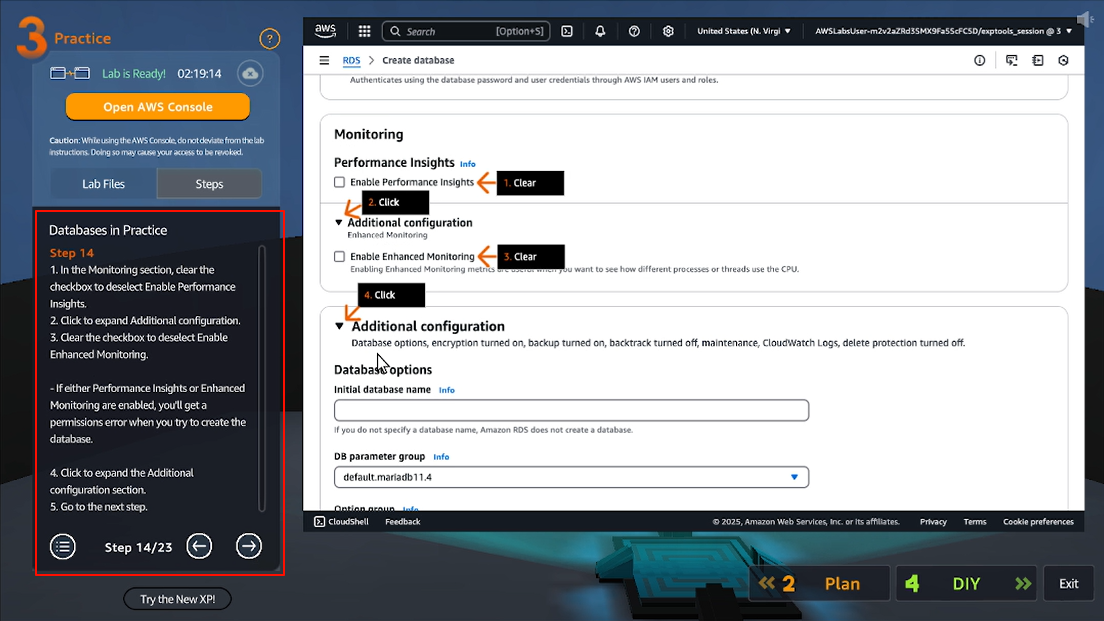 3 Practice
?
Lab is Ready! 02:19:14
Open AWS Console
Caution: While using the AWS Console, do not deviate from the lab
instructions. Doing so may cause your access to be revoked.
Lab Files
Steps
Databases in Practice
Step 14
1. In the Monitoring section, clear the
checkbox to deselect Enable Performance
Insights.
2. Click to expand Additional configuration.
3. Clear the checkbox to deselect Enable
Enhanced Monitoring.
- If either Performance Insights or Enhanced
Monitoring are enabled, you'll get a
permissions error when you try to create the
database.
4. Click to expand the Additional
configuration section.
5. Go to the next step.
Step 14/23
Try the New XP!
aws
Search [Option+S]
United States (N. Virgi
AWSLabsUser-m2v2aZRd35MX9Fa5ScFC5D/exptools_session @ 3
RDS > Create database
Authenticates using the database password and user credentials through AWS IAM users and roles.
Monitoring
Performance Insights Info
Enable Performance Insights
1. Clear
2. Click
Additional configuration
Enhanced Monitoring
Enable Enhanced Monitoring
3. Clear
Enabling Enhanced Monitoring metrics are useful when you want to see how different processes or threads use the CPU.
4. Click
Additional configuration
Database options, encryption turned on, backup turned on, backtrack turned off, maintenance, CloudWatch Logs, delete protection turned off.
Database options
Initial database name Info
If you do not specify a database name, Amazon RDS does not create a database.
DB parameter group Info
default.mariadb11.4
Option group Info
CloudShell Feedback
© 2025, Amazon Web Services, Inc. or its affiliates. Privacy Terms Cookie preferences
2 Plan
4 DIY
Exit